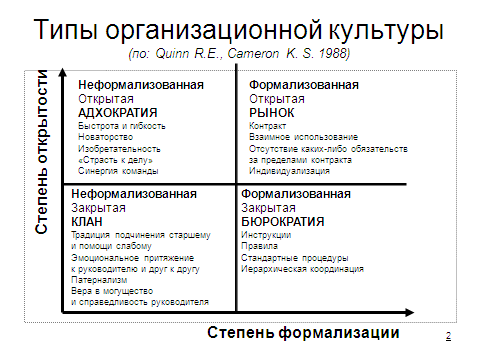 Типы организационной культуры
(по: Quinn R.E., Cameron K. S. 1988)
Степень открытости
Неформализованная
Открытая
АДХОКРАТИЯ
Быстрота и гибкость
Новаторство
Изобретательность
«Страсть к делу»
Синергия команды
Формализованная
Открытая
РЫНОК
Контракт
Взаимное использование
Отсутствие каких-либо обязательств
за пределами контракта
Индивидуализация
Неформализованная
Закрытая
КЛАН
Традиция подчинения старшему
и помощи слабому
Эмоциональное притяжение
к руководителю и друг к другу
Патернализм
Вера в могущество
и справедливость руководителя
Формализованная
Закрытая
БЮРОКРАТИЯ
Инструкции
Правила
Стандартные процедуры
Иерархическая координация
Степень формализации
2